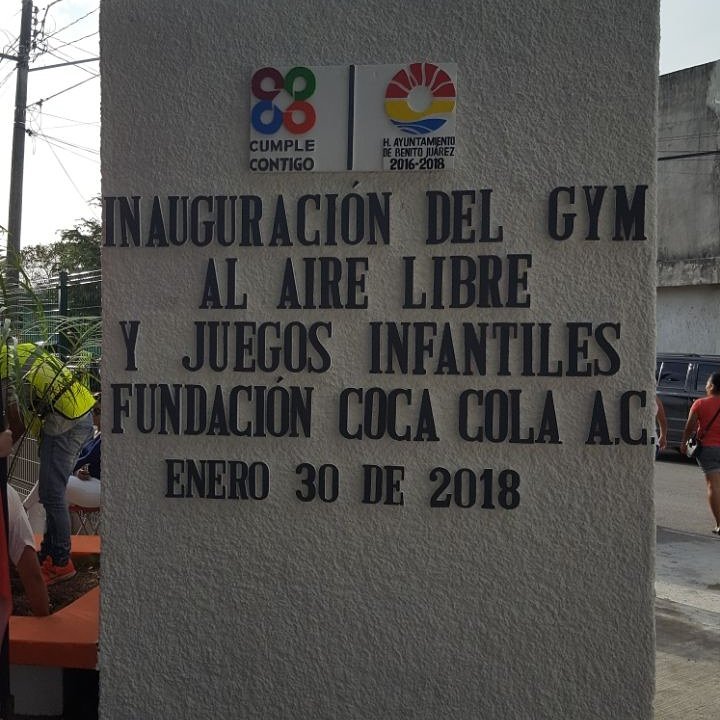 CUMPLE
CONTIGO
H. AYUNTAMIENTO
DE BENITO JUÁREZ
2016-2018
INAUGURACIÓN DEL GYM
AL AIRE LIBRE
Y JUEGOS INFANTILES
FUNDACIÓN COCA COLA A.C.
ENERO 30 DE 2018